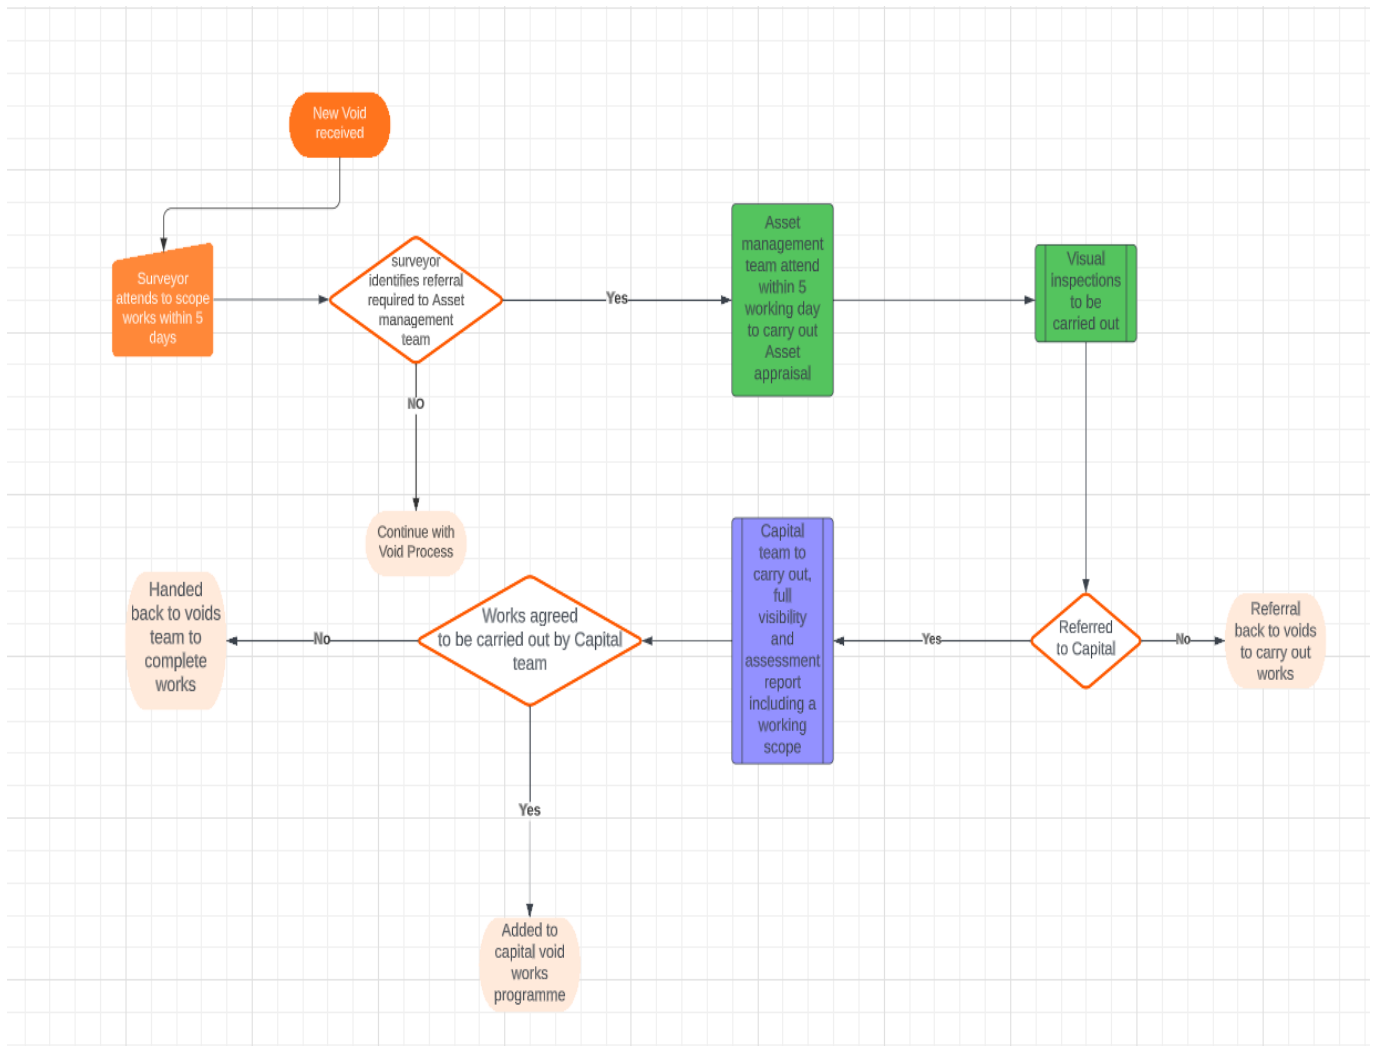 New Void
received
Surveyor
attends to scope
works within 5
days
surveyor
identifies referral
required to Asset
management
team
Yes
Asset
management
team attend
within 5
working day
to carry out
Asset
appraisal
Visual
inspections
to be
carried out
NO
Continue with
Void Process
Handed
back to voids
team to
complete
works
No
Works agreed
to be carried out by Capital
team
Capital
team to
carry out,
full
visibility
and
assessment
report
including a
working
scope
Yes
Referred
to Capital
No
Referral
back to voids
to carry out
works
Yes
Added to
capital void
works
programme